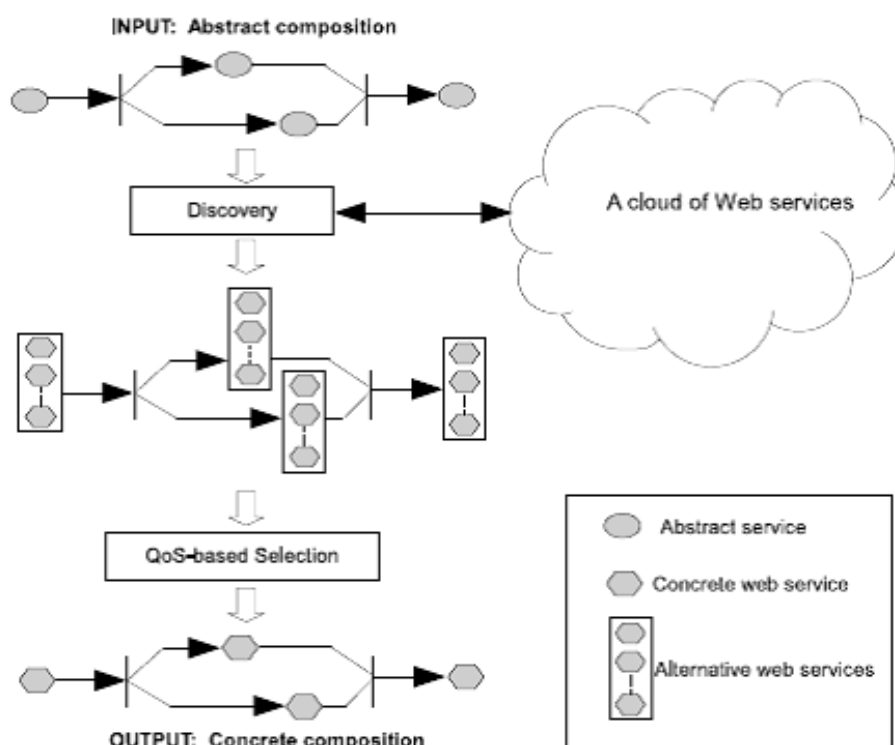 INPUT: Abstract composition
Discovery
A cloud of Web services
QoS-based Selection
Abstract service
Concrete web service
Alternative web services
OUTPUT: Concrete composition